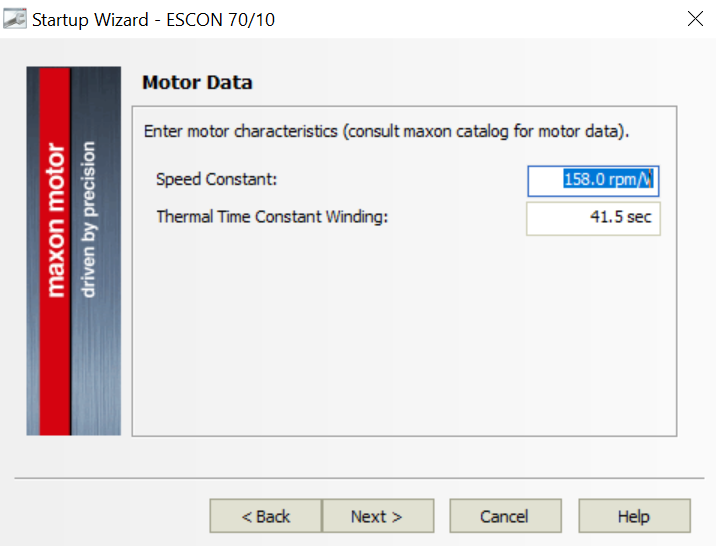 Startup Wizard - ESCON 70/10
maxon motor
driven by precision
Motor Data
Enter motor characteristics (consult maxon catalog for motor data).
Speed Constant: 158.0 rpm/V
Thermal Time Constant Winding: 41.5 sec
< Back Next > Cancel Help